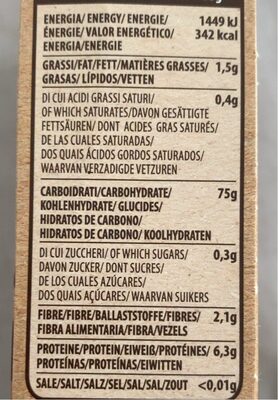 ENERGIA/ ENERGY/ ENERGIE/ 1449 kJ
ÉNERGIE/ VALOR ENERGÉTICO/ 342 kcal
ENERGIA/ENERGIE
GRASSI/FAT/FETT/MATIÈRES GRASSES/ 1,5g
GRASAS/ LÍPIDOS/VETTEN
DI CUI ACIDI GRASSI SATURI/ 0,4g
OF WHICH SATURATES/DAVON GESÄTTIGTE
FETTSÄUREN/ DONT ACIDES GRAS SATURÉS/
DE LAS CUALES SATURADAS/
DOS QUAIS ÁCIDOS GORDOS SATURADOS/
WAARVAN VERZADIGDE VETZUREN
CARBOIDRATI/CARBOHYDRATE/ 75g
KOHLENHYDRATE/ GLUCIDES/
HIDRATOS DE CARBONO/
HIDRATOS DE CARBONO/ KOOLHYDRATEN
DI CUI ZUCCHERI/ OF WHICH SUGARS/ 0,3g
DAVON ZUCKER/ DONT SUCRES/
DE LOS CUALES AZÚCARES/
DOS QUAIS AÇUCARES/ WAARVAN SUIKERS
FIBRE/FIBRE/BALLASTSTOFFE/FIBRES/ 2,1g
FIBRA ALIMENTARIA/FIBRA/VEZELS
PROTEINE/PROTEIN/EIWEIß/PROTÉINES/ 6,3g
PROTEÍNAS/PROTEÍNAS/EIWITTEN
SALE/SALT/SALZ/SEL/SAL/SAL/ZOUT <0,01g